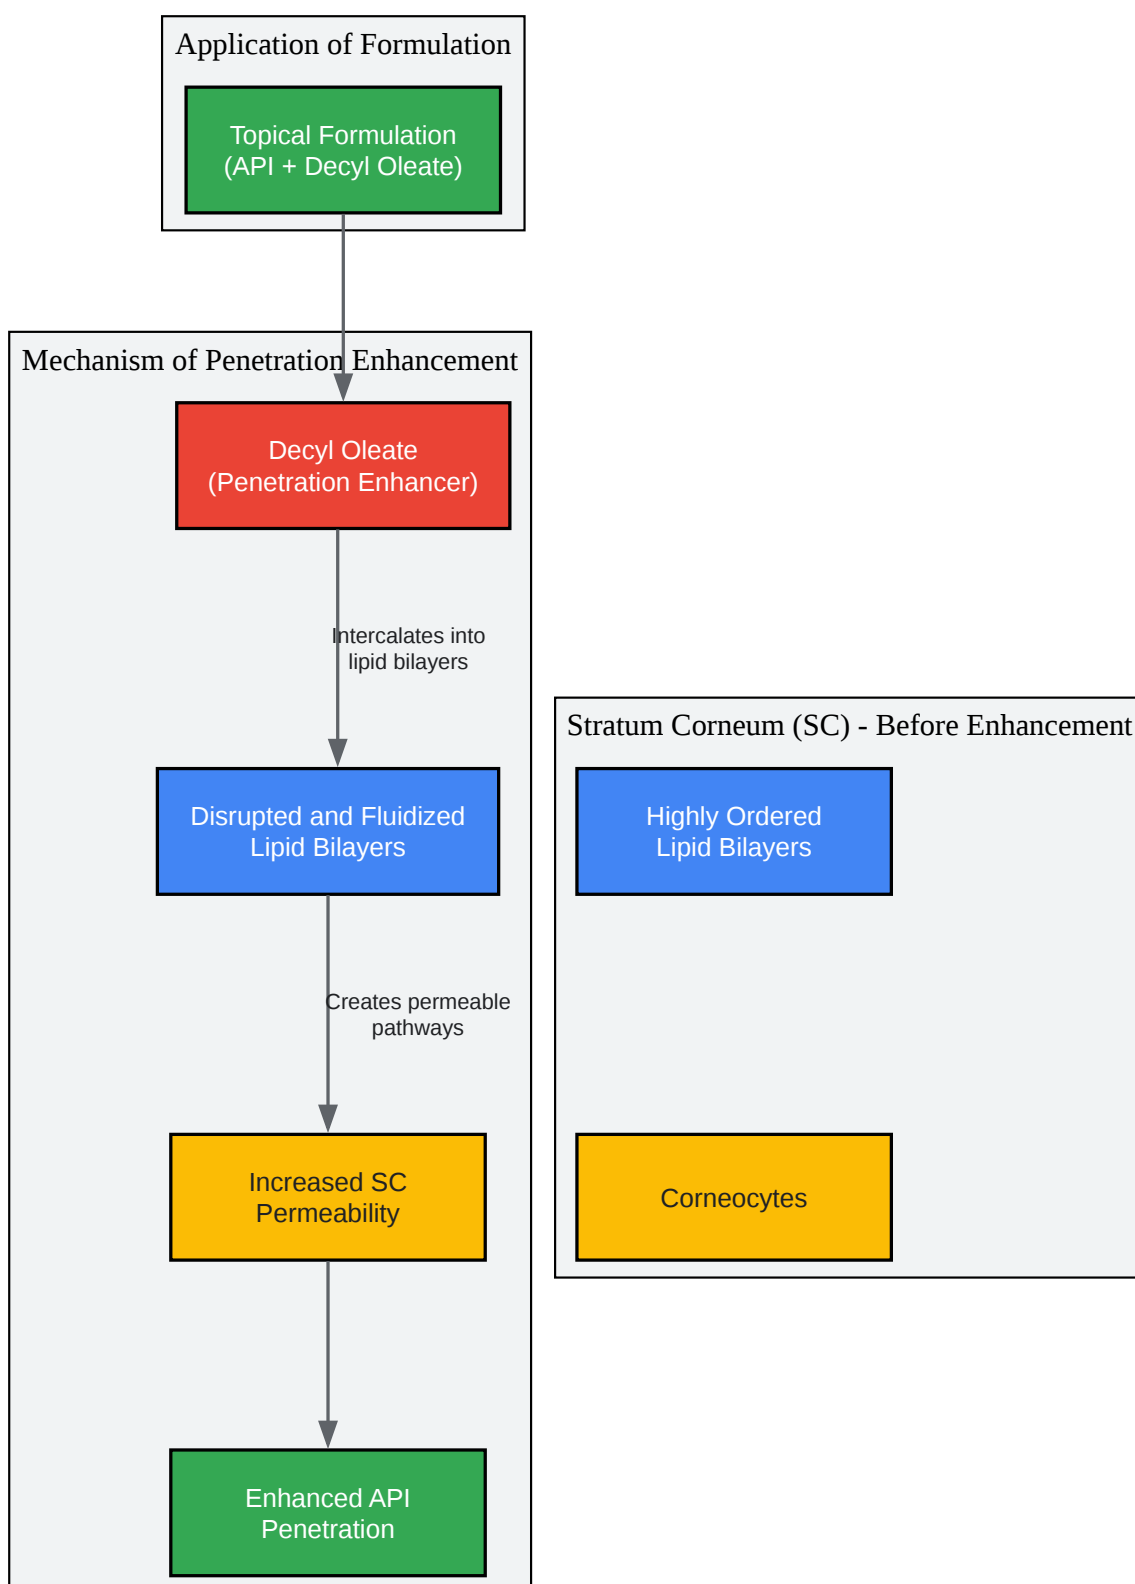 Application of Formulation
Topical Formulation
(API + Decyl Oleate)
Mechanism of Penetration Enhancement
Decyl Oleate
(Penetration Enhancer)
Intercalates into
lipid bilayers
Disrupted and Fluidized
Lipid Bilayers
Creates permeable
pathways
Increased SC
Permeability
Enhanced API
Penetration
Stratum Corneum (SC) - Before Enhancement
Highly Ordered
Lipid Bilayers
Corneocytes